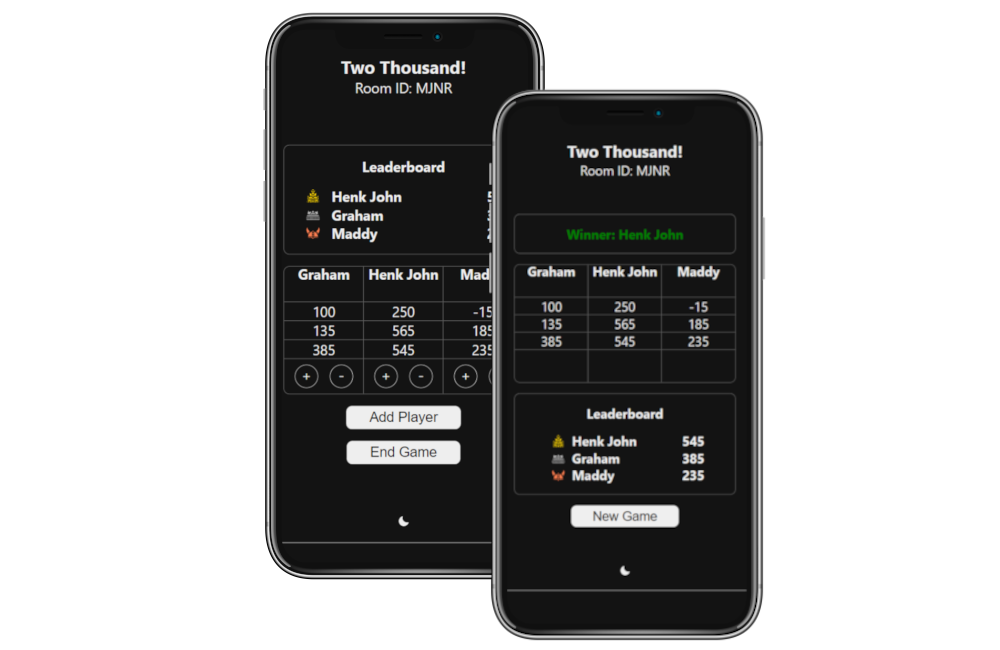 Two Thousand!
Room ID: MJNR
Leaderboard
Henk John
Graham
Maddy
Graham Henk John
100 250 -15
135 565 185
385 545 235
+ - + - +
Add Player
End Game
Two Thousand!
Room ID: MJNR
Winner: Henk John
Graham Henk John Maddy
100 250 -15
135 565 185
385 545 235
Leaderboard
Henk John 545
Graham 385
Maddy 235
New Game